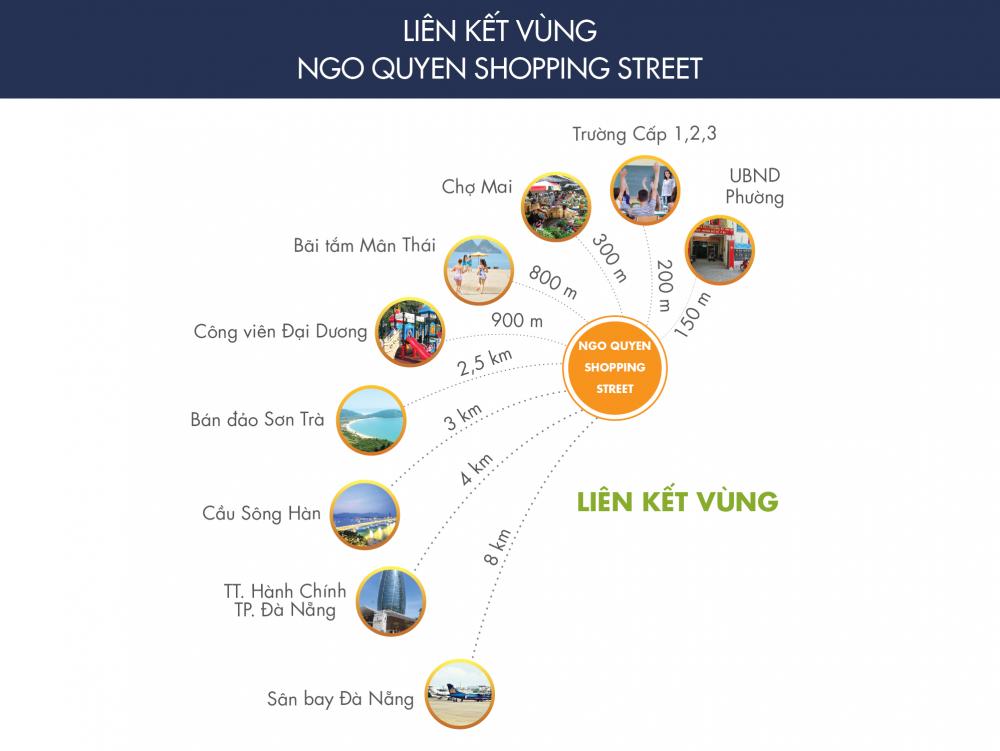 LIÊN KẾT VÙNG
NGO QUYEN SHOPPING STREET
Trường Cấp 1,2,3
UBND
Phường
Chợ Mai
Bãi tắm Mân Thái
Công viên Đại Dương
Bán đảo Sơn Trà
Cầu Sông Hàn
TT. Hành Chính
TP. Đà Nẵng
Sân bay Đà Nẵng
300 m
200 m
150 m
800 m
900 m
2,5 km
3 km
4 km
8 km
NGO QUYEN
SHOPPING
STREET
LIÊN KẾT VÙNG